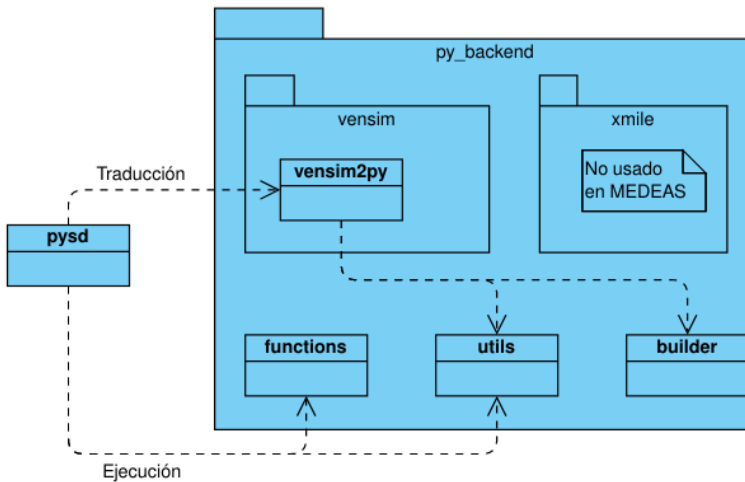 py_backend
vensim
xmile
vensim2py
No usado
en MEDEAS
Traducción
pysd
functions
utils
builder
Ejecución